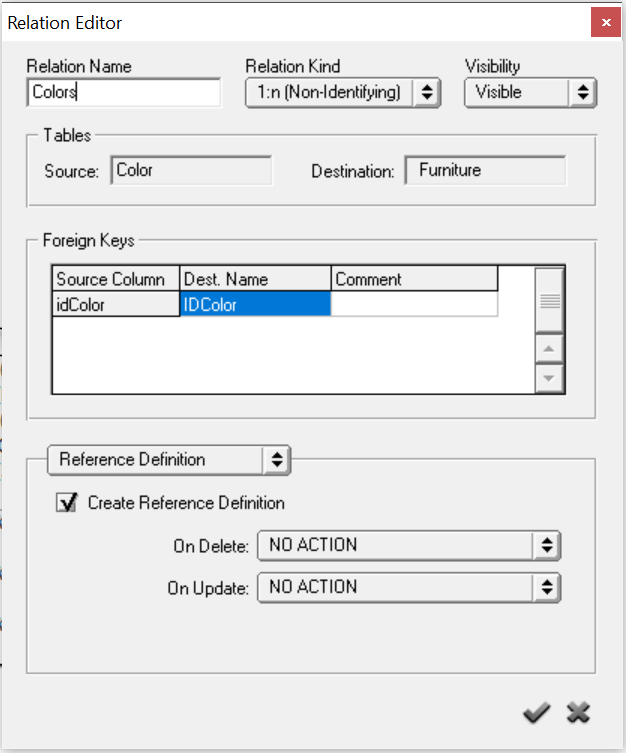 Relation Editor
Relation Name Relation Kind Visibility
Colors 1:n (Non-Identifying) Visible
Tables
Source: Color Destination: Furniture
Foreign Keys
Source Column Dest. Name Comment
idColor IDColor
Reference Definition
Create Reference Definition
On Delete: NO ACTION
On Update: NO ACTION